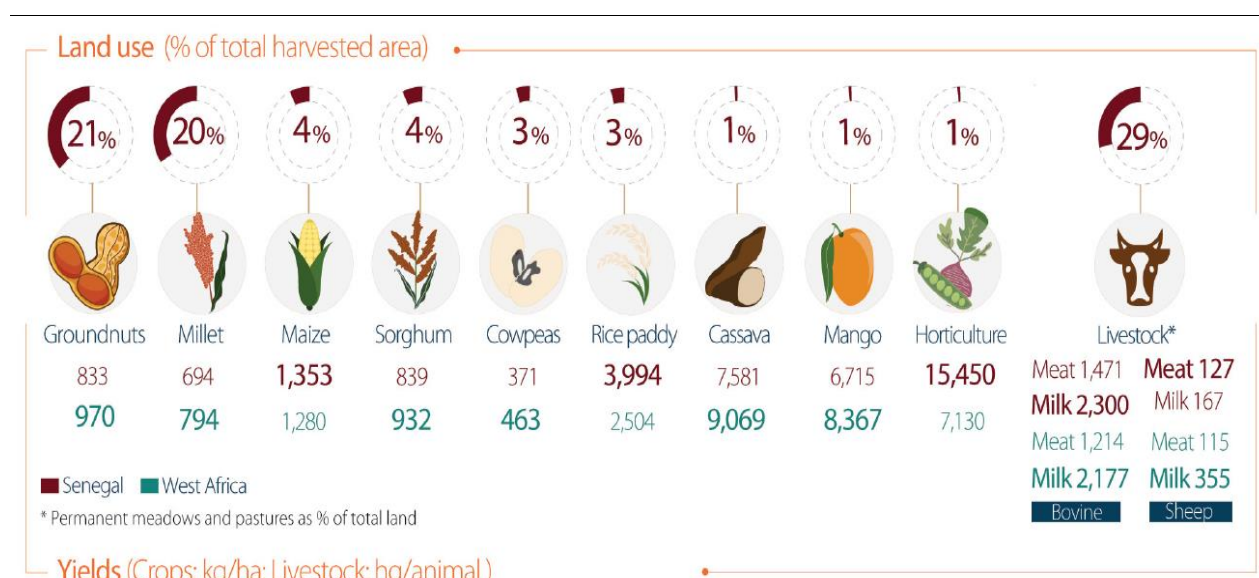 Land use (% of total harvested area)
21% 20% 4% 4% 3% 3% 1% 1% 1% 29%
Groundnuts Millet Maize Sorghum Cowpeas Rice paddy Cassava Mango Horticulture Livestock*
833 694 1,353 839 371 3,994 7,581 6,715 15,450 Meat 1,471 Meat 127
Milk 2,300 Milk 167
970 794 1,280 932 463 2,504 9,069 8,367 7,130 Meat 1,214 Meat 115
Milk 2,177 Milk 355
Senegal West Africa
Bovine Sheep
* Permanent meadows and pastures as % of total land
Yields (Crops: kg/ha; Livestock: hg/animal )